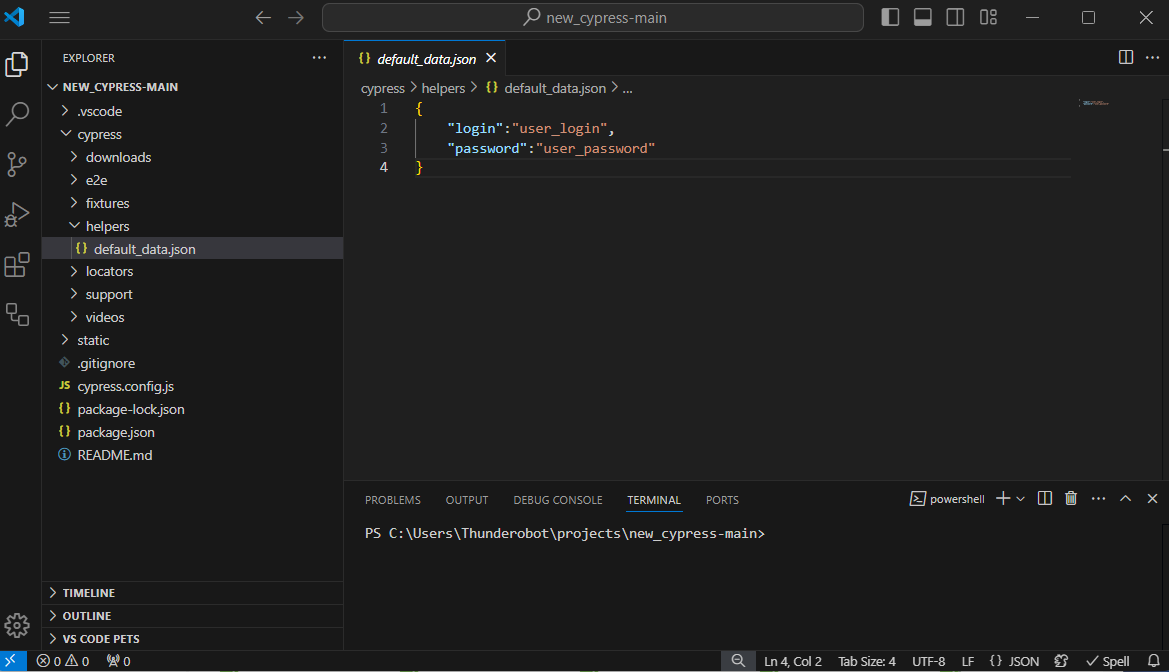 new_cypress-main
EXPLORER
NEW_CYPRESS-MAIN
.vscode
cypress
downloads
e2e
fixtures
helpers
{} default_data.json
locators
support
videos
static
.gitignore
JS cypress.config.js
{} package-lock.json
{} package.json
README.md
TIMELINE
OUTLINE
VS CODE PETS
{} default_data.json
cypress > helpers > {} default_data.json > ...
1 {
2 "login":"user_login",
3 "password":"user_password"
4 }
PROBLEMS OUTPUT DEBUG CONSOLE TERMINAL PORTS powershell
PS C:\Users\Thunderobot\projects\new_cypress-main>
0 0 0 Ln 4, Col 2 Tab Size: 4 UTF-8 LF {} JSON Spell